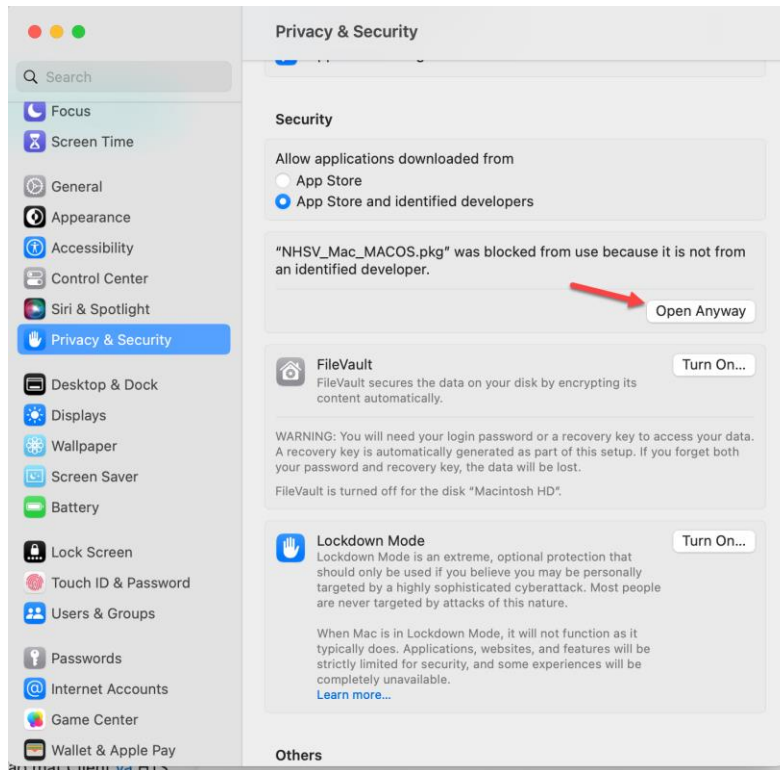 Privacy & Security
Search
Focus
Screen Time
General
Appearance
Accessibility
Control Center
Siri & Spotlight
Privacy & Security
Desktop & Dock
Displays
Wallpaper
Screen Saver
Battery
Lock Screen
Touch ID & Password
Users & Groups
Passwords
Internet Accounts
Game Center
Wallet & Apple Pay
Security
Allow applications downloaded from
App Store
App Store and identified developers
“NHSV_Mac_MACOS.pkg” was blocked from use because it is not from
an identified developer.
Open Anyway
FileVault
Turn On...
FileVault secures the data on your disk by encrypting its
content automatically.
WARNING: You will need your login password or a recovery key to access your data.
A recovery key is automatically generated as part of this setup. If you forget both
your password and recovery key, the data will be lost.
FileVault is turned off for the disk “Macintosh HD”.
Lockdown Mode
Turn On...
Lockdown Mode is an extreme, optional protection that
should only be used if you believe you may be personally
targeted by a highly sophisticated cyberattack. Most people
are never targeted by attacks of this nature.
When Mac is in Lockdown Mode, it will not function as it
typically does. Applications, websites, and features will be
strictly limited for security, and some experiences will be
completely unavailable.
Learn more...
Others